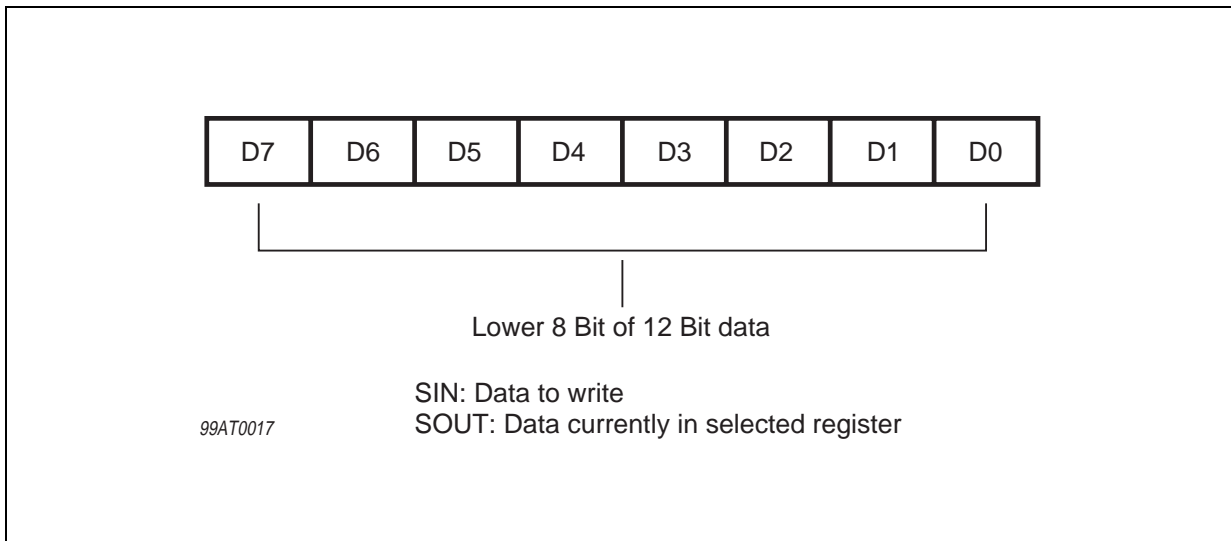 D7 D6 D5 D4 D3 D2 D1 D0
Lower 8 Bit of 12 Bit data
SIN: Data to write
SOUT: Data currently in selected register
99AT0017